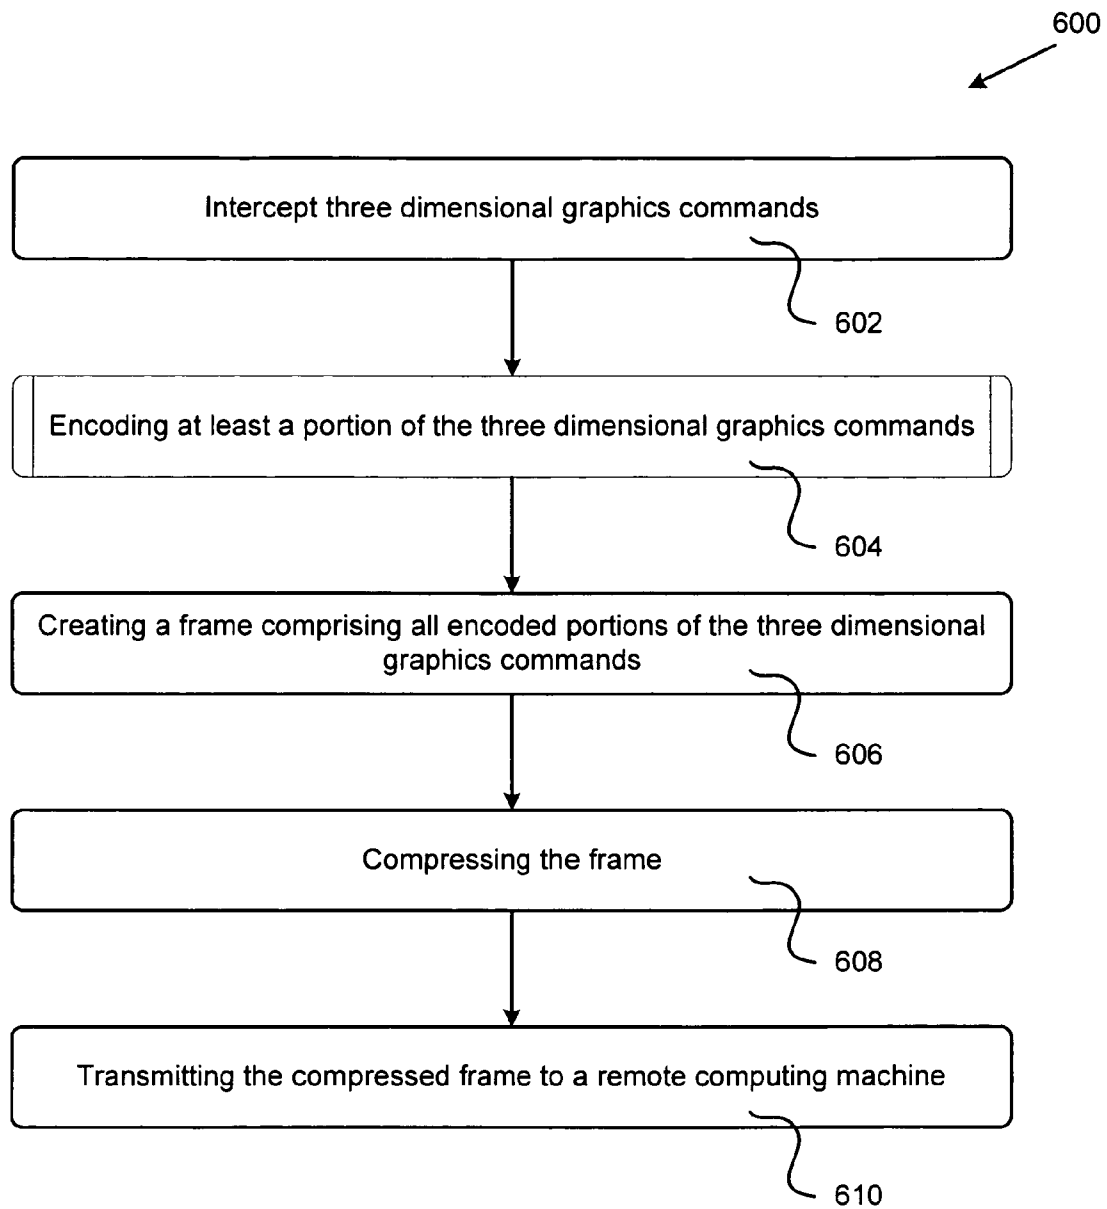 600
Intercept three dimensional graphics commands
602
Encoding at least a portion of the three dimensional graphics commands
604
Creating a frame comprising all encoded portions of the three dimensional
graphics commands
606
Compressing the frame
608
Transmitting the compressed frame to a remote computing machine
610